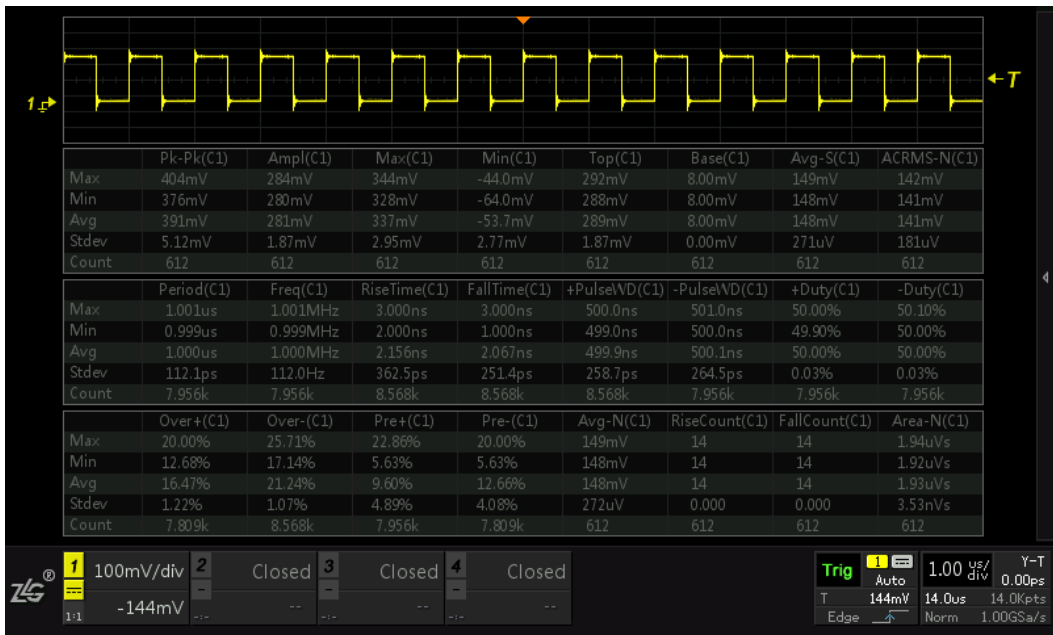 1
T
Pk-Pk(C1) Ampl(C1) Max(C1) Min(C1) Top(C1) Base(C1) Avg-S(C1) ACRMS-N(C1)
Max 404mV 284mV 344mV -44.0mV 292mV 8.00mV 149mV 142mV
Min 376mV 280mV 328mV -64.0mV 288mV 8.00mV 148mV 141mV
Avg 391mV 281mV 337mV -53.7mV 289mV 8.00mV 148mV 141mV
Stdev 5.12mV 1.87mV 2.95mV 2.77mV 1.87mV 0.00mV 271uV 181uV
Count 612 612 612 612 612 612 612 612
Period(C1) Freq(C1) RiseTime(C1) FallTime(C1) +PulseWD(C1) -PulseWD(C1) +Duty(C1) -Duty(C1)
Max 1.001us 1.001MHz 3.000ns 3.000ns 500.0ns 501.0ns 50.00% 50.10%
Min 0.999us 0.999MHz 2.000ns 1.000ns 499.0ns 500.0ns 49.90% 50.00%
Avg 1.000us 1.000MHz 2.156ns 2.067ns 499.9ns 500.1ns 50.00% 50.00%
Stdev 112.1ps 112.0Hz 362.5ps 251.4ps 258.7ps 264.5ps 0.03% 0.03%
Count 7.956k 7.956k 8.568k 8.568k 8.568k 7.956k 7.956k 7.956k
Over+(C1) Over-(C1) Pre+(C1) Pre-(C1) Avg-N(C1) RiseCount(C1) FallCount(C1) Area-N(C1)
Max 20.00% 25.71% 22.86% 20.00% 149mV 14 14 1.94uVs
Min 12.68% 17.14% 5.63% 5.63% 148mV 14 14 1.92uVs
Avg 16.47% 21.24% 9.60% 12.66% 148mV 14 14 1.93uVs
Stdev 1.22% 1.07% 4.89% 4.08% 272uV 0.000 0.000 3.53nVs
Count 7.809k 8.568k 7.956k 7.809k 612 612 612 612
ZLG® 1 100mV/div 2 Closed 3 Closed 4 Closed Trig 1 Auto 1.00 us/div Y-T 0.00ps
1:1 -144mV -:- -- -:- -- -:- -- T 144mV 14.0us 14.0Kpts
Edge Norm 1.00GSa/s